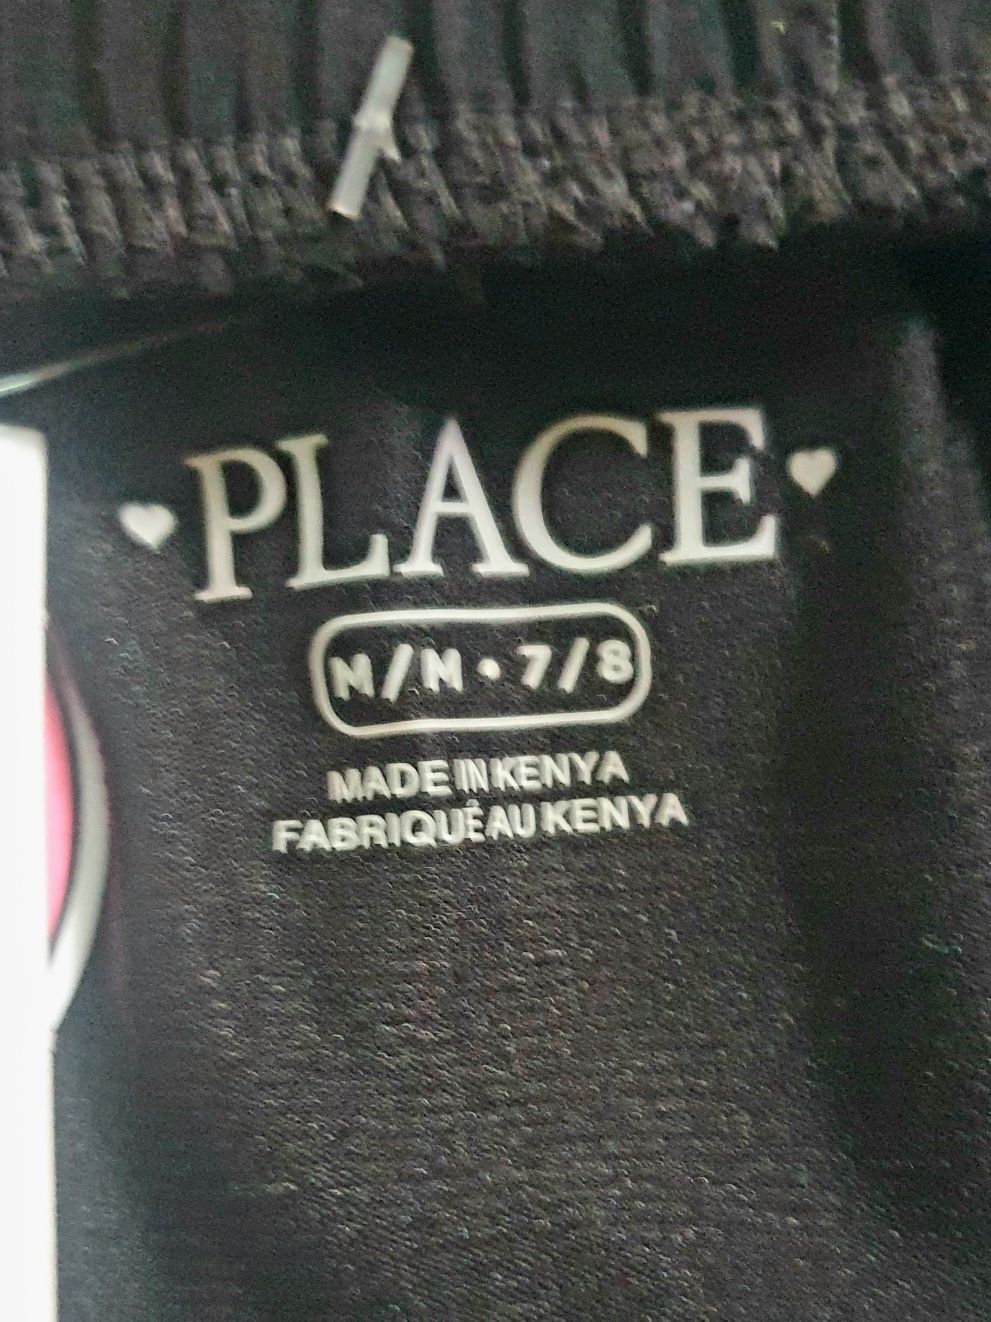 PLACE
M/M • 7/8
MADE IN KENYA
FABRIQUÉ AU KENYA